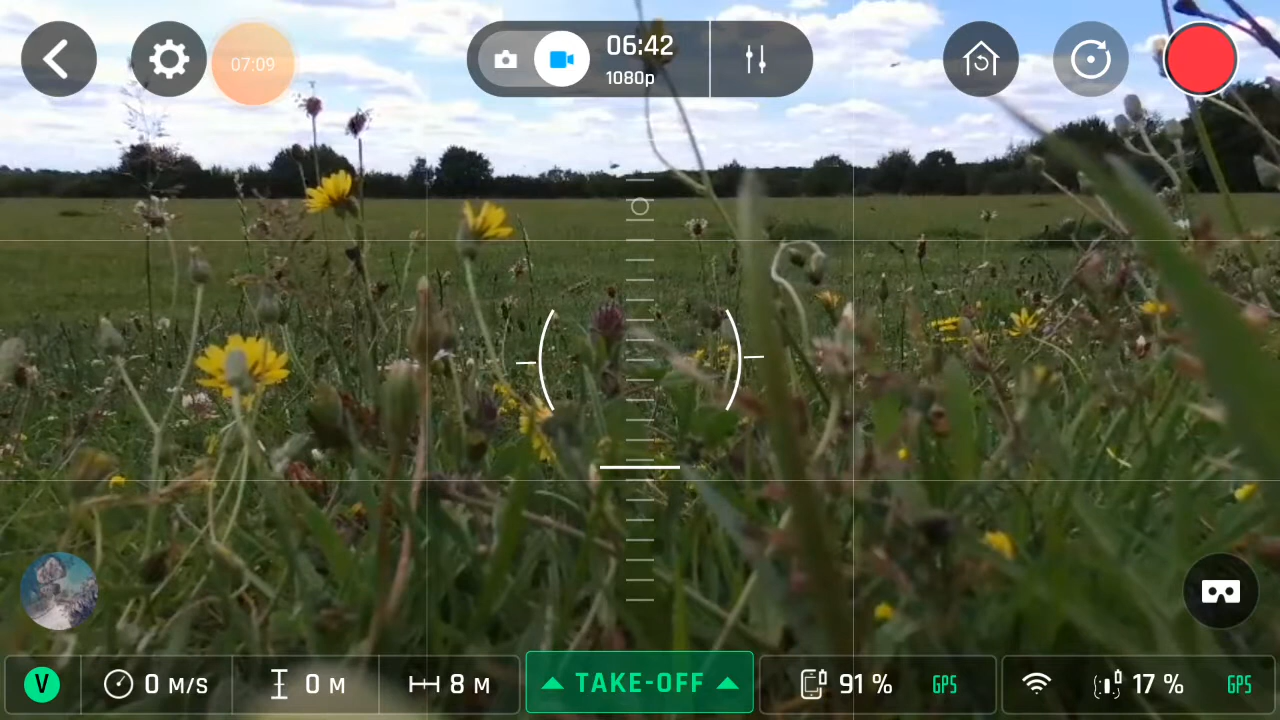 07:09
06:42
1080p
V
0 M/S
0 M
8 M
TAKE-OFF
91 %
GPS
17 %
GPS